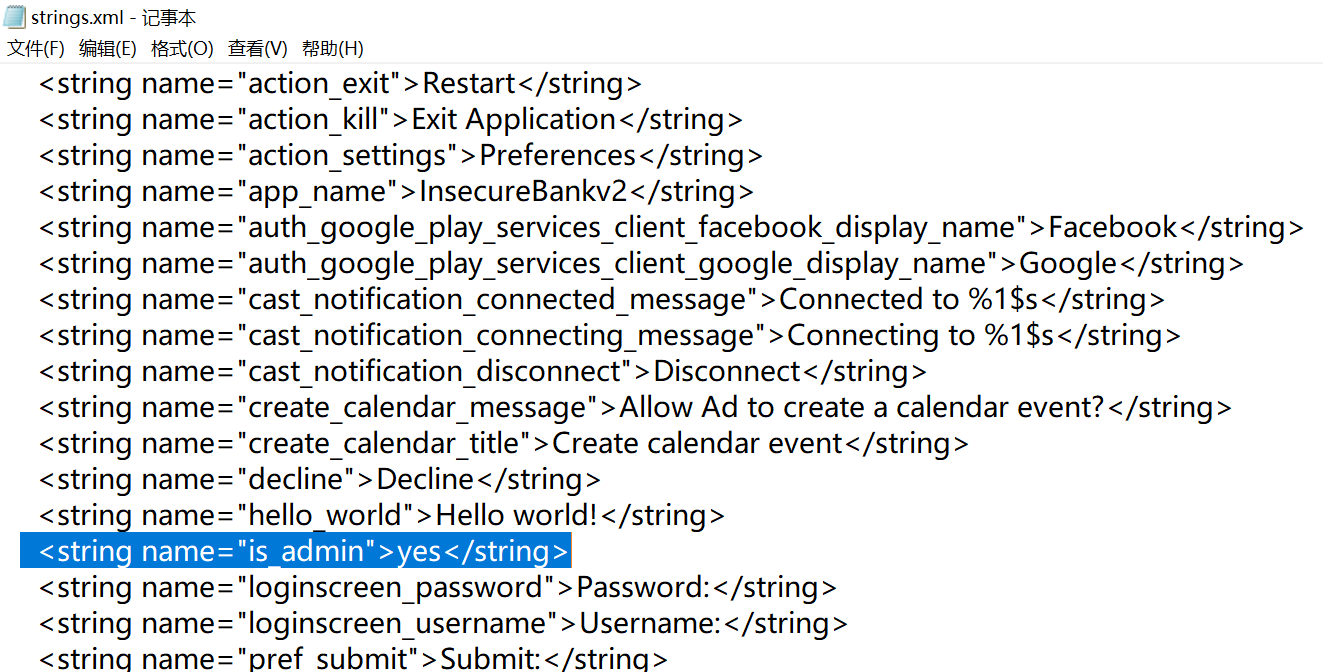 strings.xml - 记事本
文件(F) 编辑(E) 格式(O) 查看(V) 帮助(H)
<string name="action_exit">Restart</string>
<string name="action_kill">Exit Application</string>
<string name="action_settings">Preferences</string>
<string name="app_name">InsecureBankv2</string>
<string name="auth_google_play_services_client_facebook_display_name">Facebook</string>
<string name="auth_google_play_services_client_google_display_name">Google</string>
<string name="cast_notification_connected_message">Connected to %1$s</string>
<string name="cast_notification_connecting_message">Connecting to %1$s</string>
<string name="cast_notification_disconnect">Disconnect</string>
<string name="create_calendar_message">Allow Ad to create a calendar event?</string>
<string name="create_calendar_title">Create calendar event</string>
<string name="decline">Decline</string>
<string name="hello_world">Hello world!</string>
<string name="is_admin">yes</string>
<string name="loginscreen_password">Password:</string>
<string name="loginscreen_username">Username:</string>
<string name="pref_submit">Submit:</string>